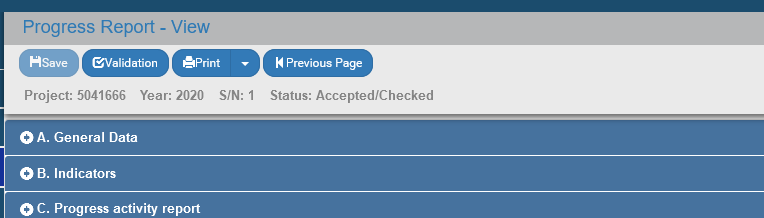 Progress Report - View
Save Validation Print Previous Page
Project: 5041666 Year: 2020 S/N: 1 Status: Accepted/Checked
A. General Data
B. Indicators
C. Progress activity report